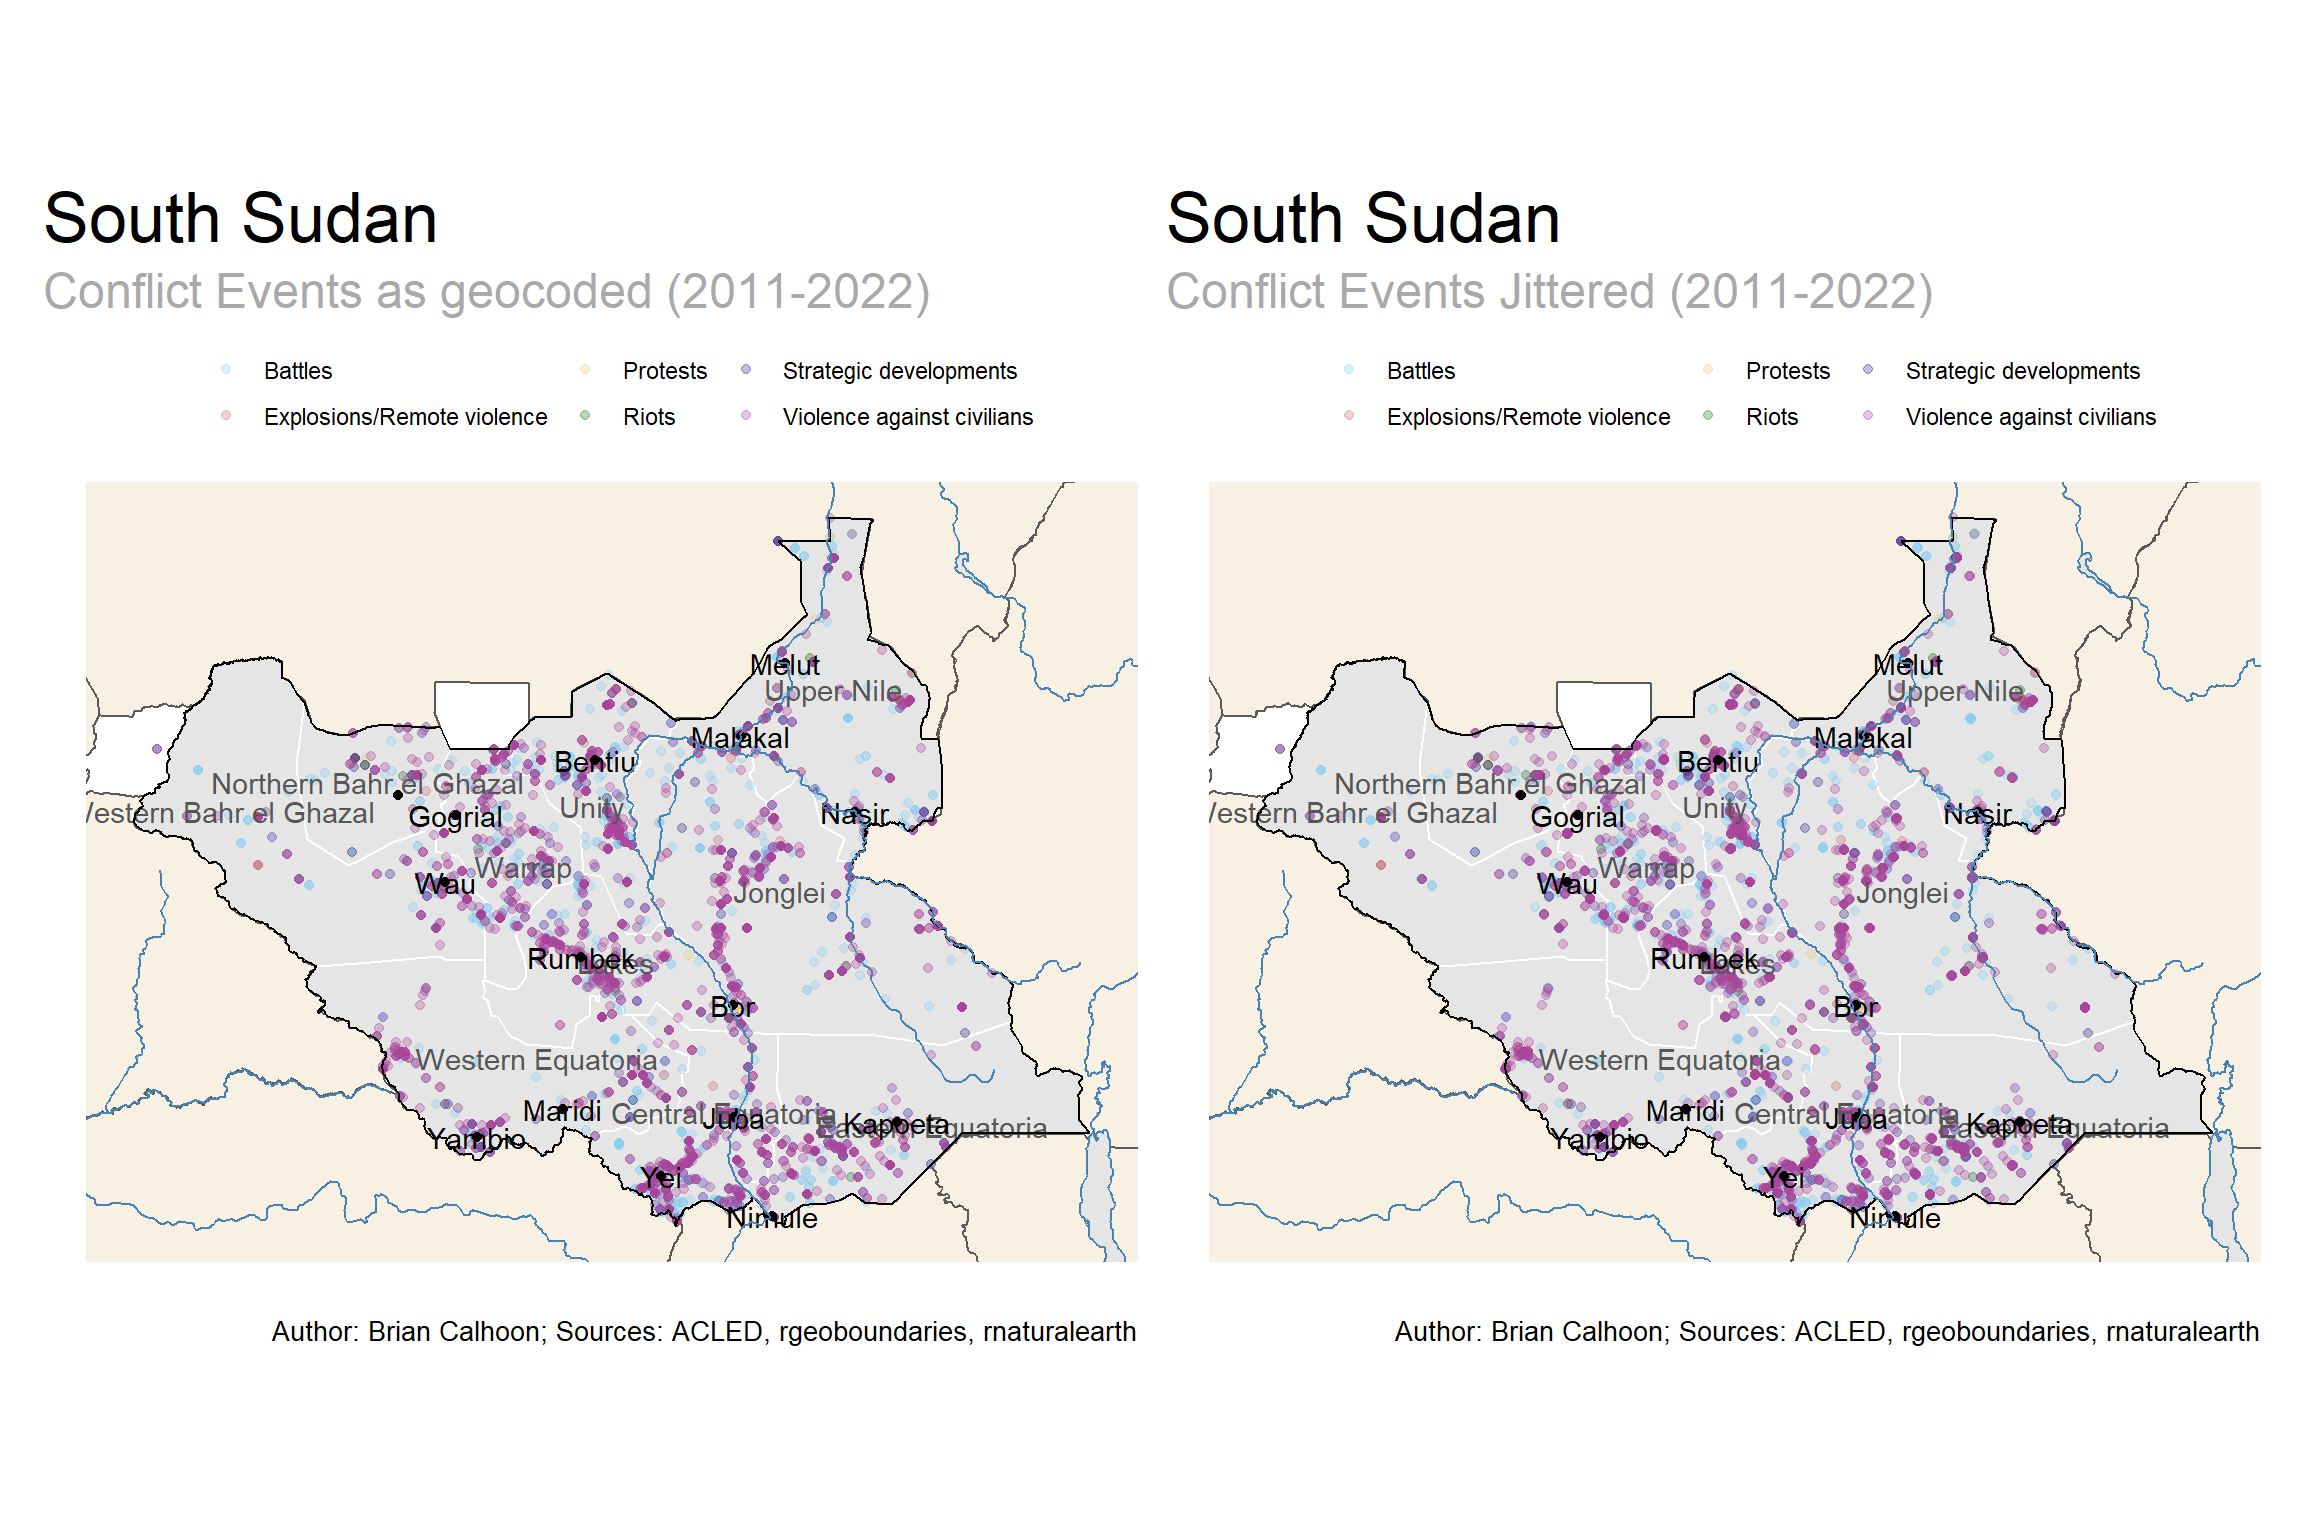 South Sudan
Conflict Events as geocoded (2011-2022)
Battles
Protests
Strategic developments
Explosions/Remote violence
Riots
Violence against civilians
Melut
Upper Nile
Malakal
Bentiu
Northern Bahr el Ghazal
Western Bahr el Ghazal
Unity
Gogrial
Nasir
Warrap
Wau
Jonglei
Rumbek
Lakes
Bor
Western Equatoria
Maridi
Central Equatoria
Juba
Kapoeta
Eastern Equatoria
Yambio
Yei
Nimule
Author: Brian Calhoon; Sources: ACLED, rgeoboundaries, rnaturalearth
South Sudan
Conflict Events Jittered (2011-2022)
Battles
Protests
Strategic developments
Explosions/Remote violence
Riots
Violence against civilians
Melut
Upper Nile
Malakal
Bentiu
Northern Bahr el Ghazal
Western Bahr el Ghazal
Unity
Gogrial
Nasir
Warrap
Wau
Jonglei
Rumbek
Lakes
Bor
Western Equatoria
Maridi
Central Equatoria
Juba
Kapoeta
Eastern Equatoria
Yambio
Yei
Nimule
Author: Brian Calhoon; Sources: ACLED, rgeoboundaries, rnaturalearth